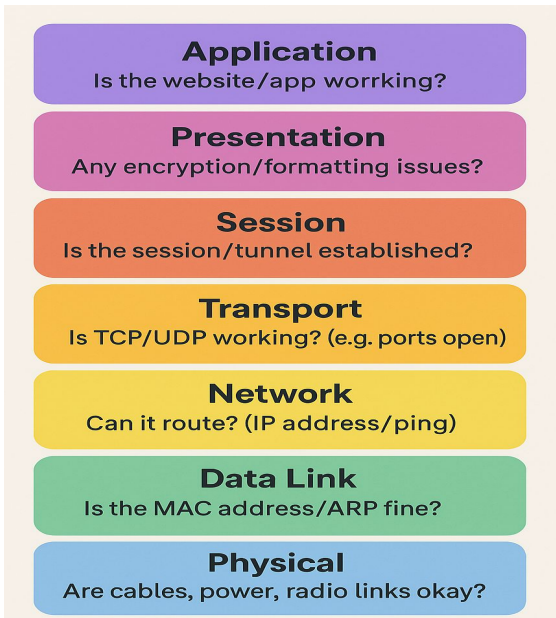 Application
Is the website/app worrking?
Presentation
Any encryption/formatting issues?
Session
Is the session/tunnel established?
Transport
Is TCP/UDP working? (e.g. ports open)
Network
Can it route? (IP address/ping)
Data Link
Is the MAC address/ARP fine?
Physical
Are cables, power, radio links okay?